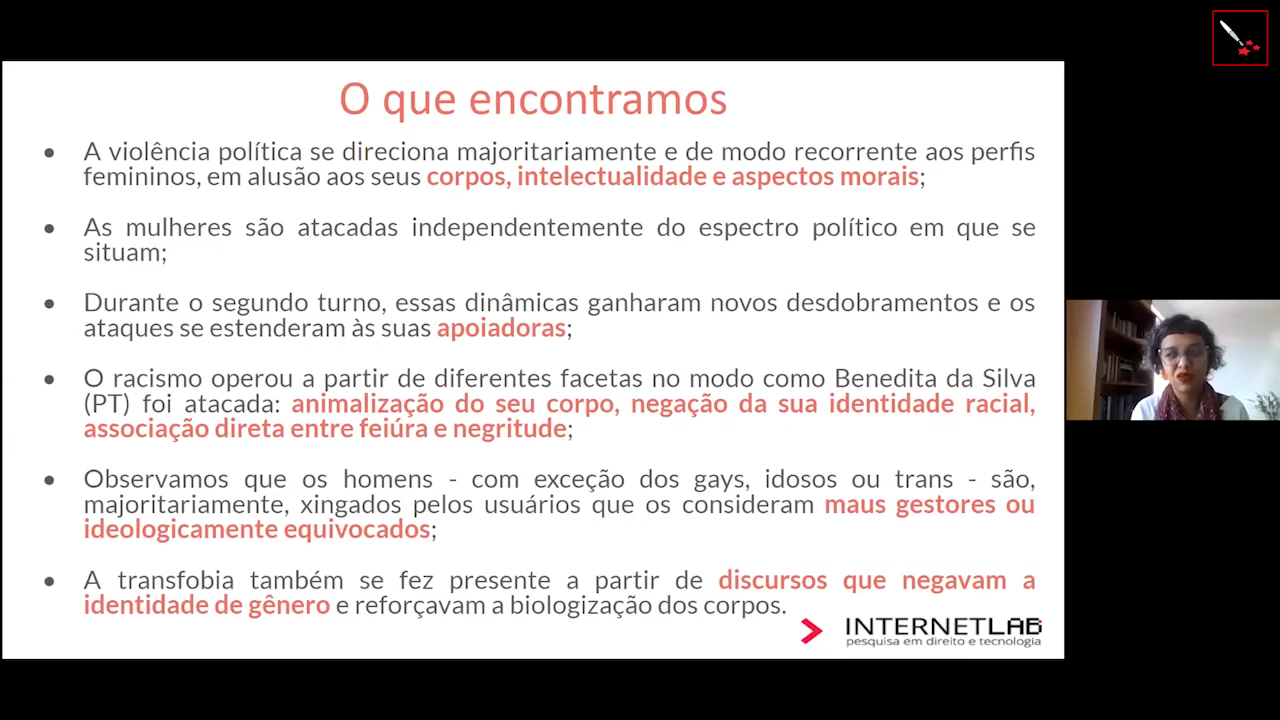 O que encontramos
• A violência política se direciona majoritariamente e de modo recorrente aos perfis
femininos, em alusão aos seus corpos, intelectualidade e aspectos morais;
• As mulheres são atacadas independentemente do espectro político em que se
situam;
• Durante o segundo turno, essas dinâmicas ganharam novos desdobramentos e os
ataques se estenderam às suas apoiadoras;
• O racismo operou a partir de diferentes facetas no modo como Benedita da Silva
(PT) foi atacada: animalização do seu corpo, negação da sua identidade racial,
associação direta entre feiúra e negritude;
• Observamos que os homens - com exceção dos gays, idosos ou trans - são,
majoritariamente, xingados pelos usuários que os consideram maus gestores ou
ideologicamente equivocados;
• A transfobia também se fez presente a partir de discursos que negavam a
identidade de gênero e reforçavam a biologização dos corpos.
INTERNETLAB
pesquisa em direito e tecnologia